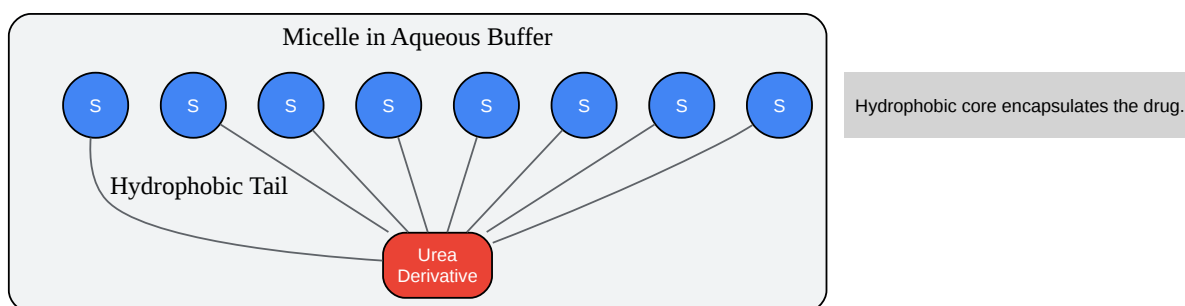 Micelle in Aqueous Buffer
S S S S S S S S
Hydrophobic core encapsulates the drug.
Hydrophobic Tail
Urea
Derivative